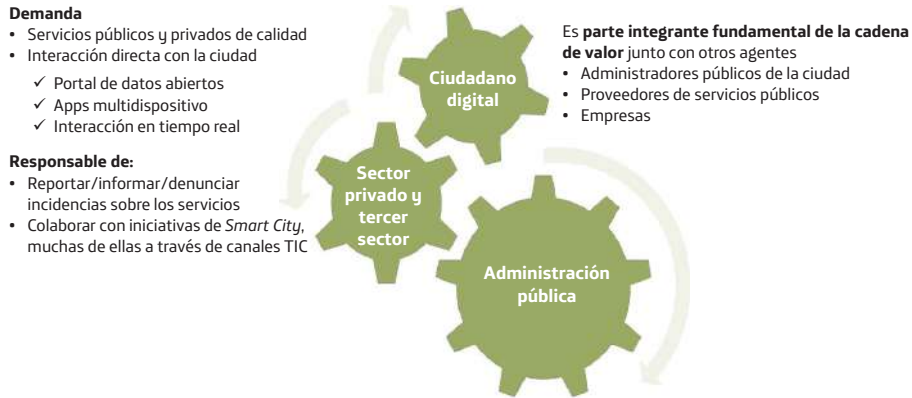 Demanda
• Servicios públicos y privados de calidad
• Interacción directa con la ciudad
✓ Portal de datos abiertos
✓ Apps multidispositivo
✓ Interacción en tiempo real
Responsable de:
• Reportar/informar/denunciar
incidencias sobre los servicios
• Colaborar con iniciativas de Smart City,
muchas de ellas a través de canales TIC
Ciudadano
digital
Sector
privado y
tercer
sector
Administración
pública
Es parte integrante fundamental de la cadena
de valor junto con otros agentes
• Administradores públicos de la ciudad
• Proveedores de servicios públicos
• Empresas